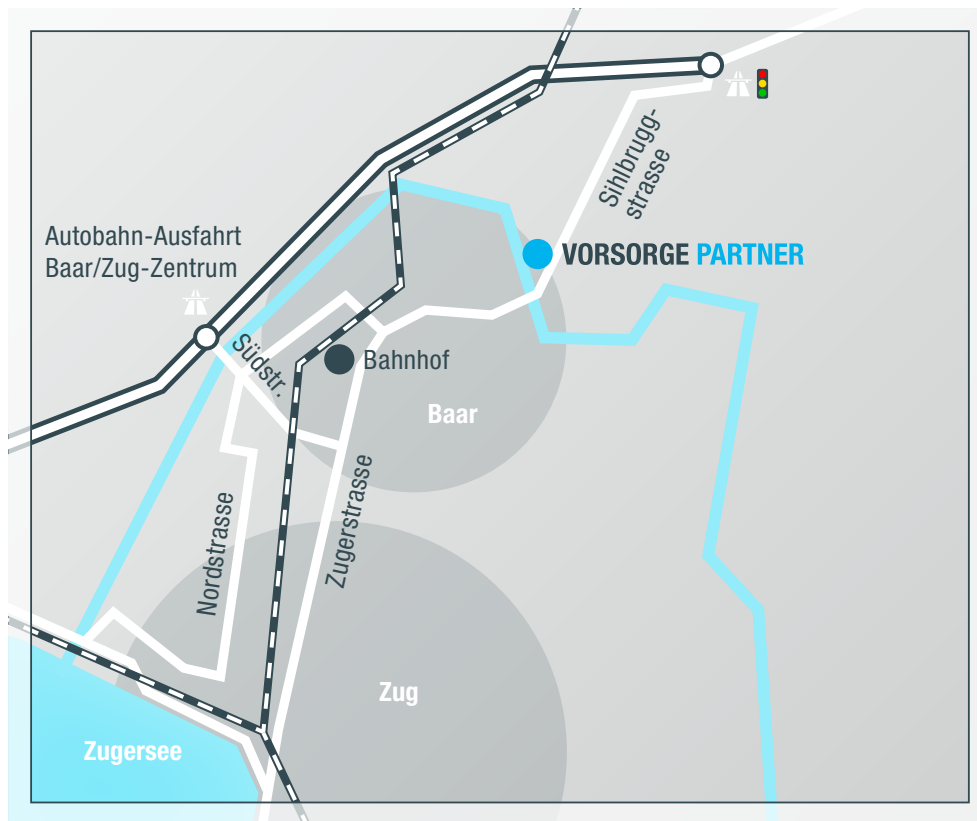 Sihlbrugg-
strasse
Autobahn-Ausfahrt
Baar/Zug-Zentrum
VORSORGE PARTNER
Südstr.
Bahnhof
Baar
Nordstrasse
Zugerstrasse
Zug
Zugersee